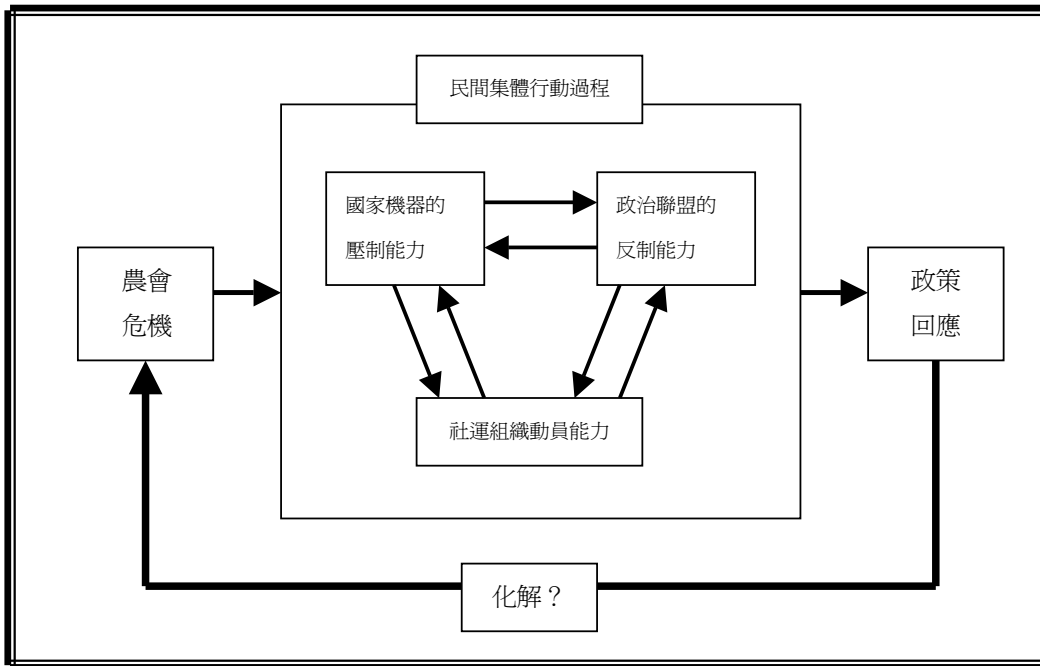 民間集體行動過程
國家機器的
壓制能力
政治聯盟的
反制能力
農會
危機
政策
回應
社運組織動員能力
化解？